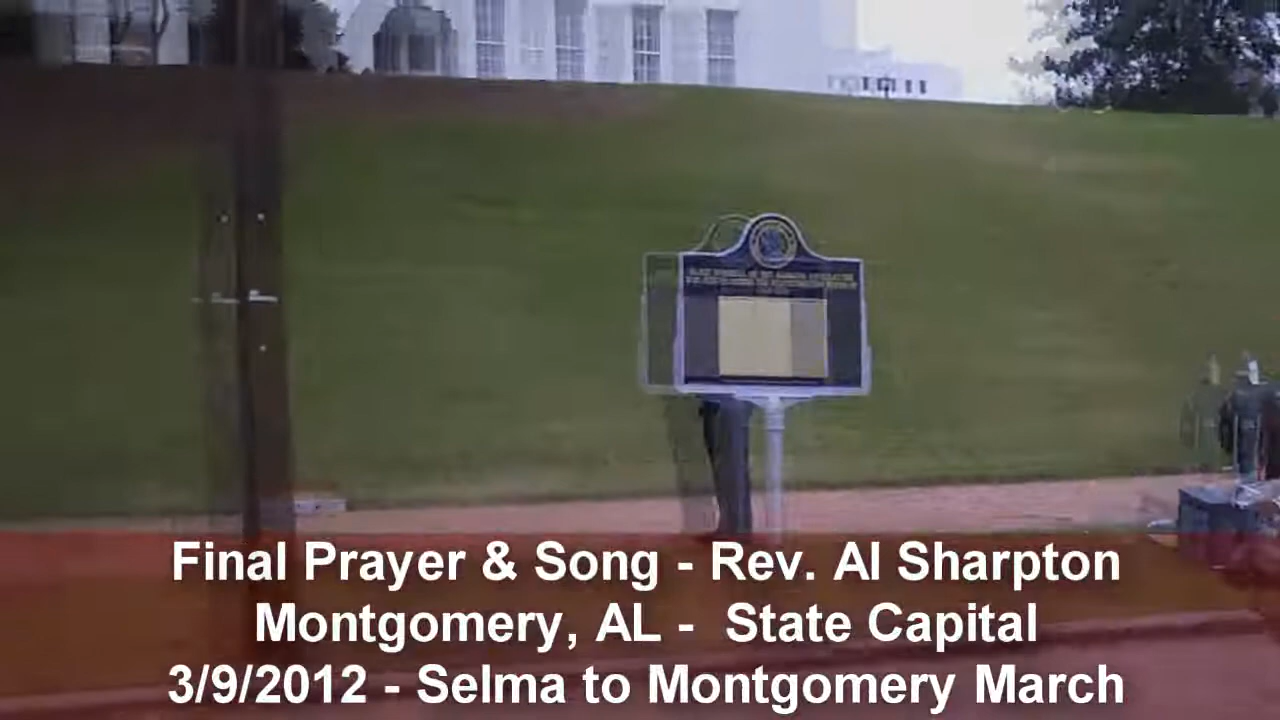 Final Prayer & Song - Rev. Al Sharpton
Montgomery, AL -  State Capital
3/9/2012 - Selma to Montgomery March